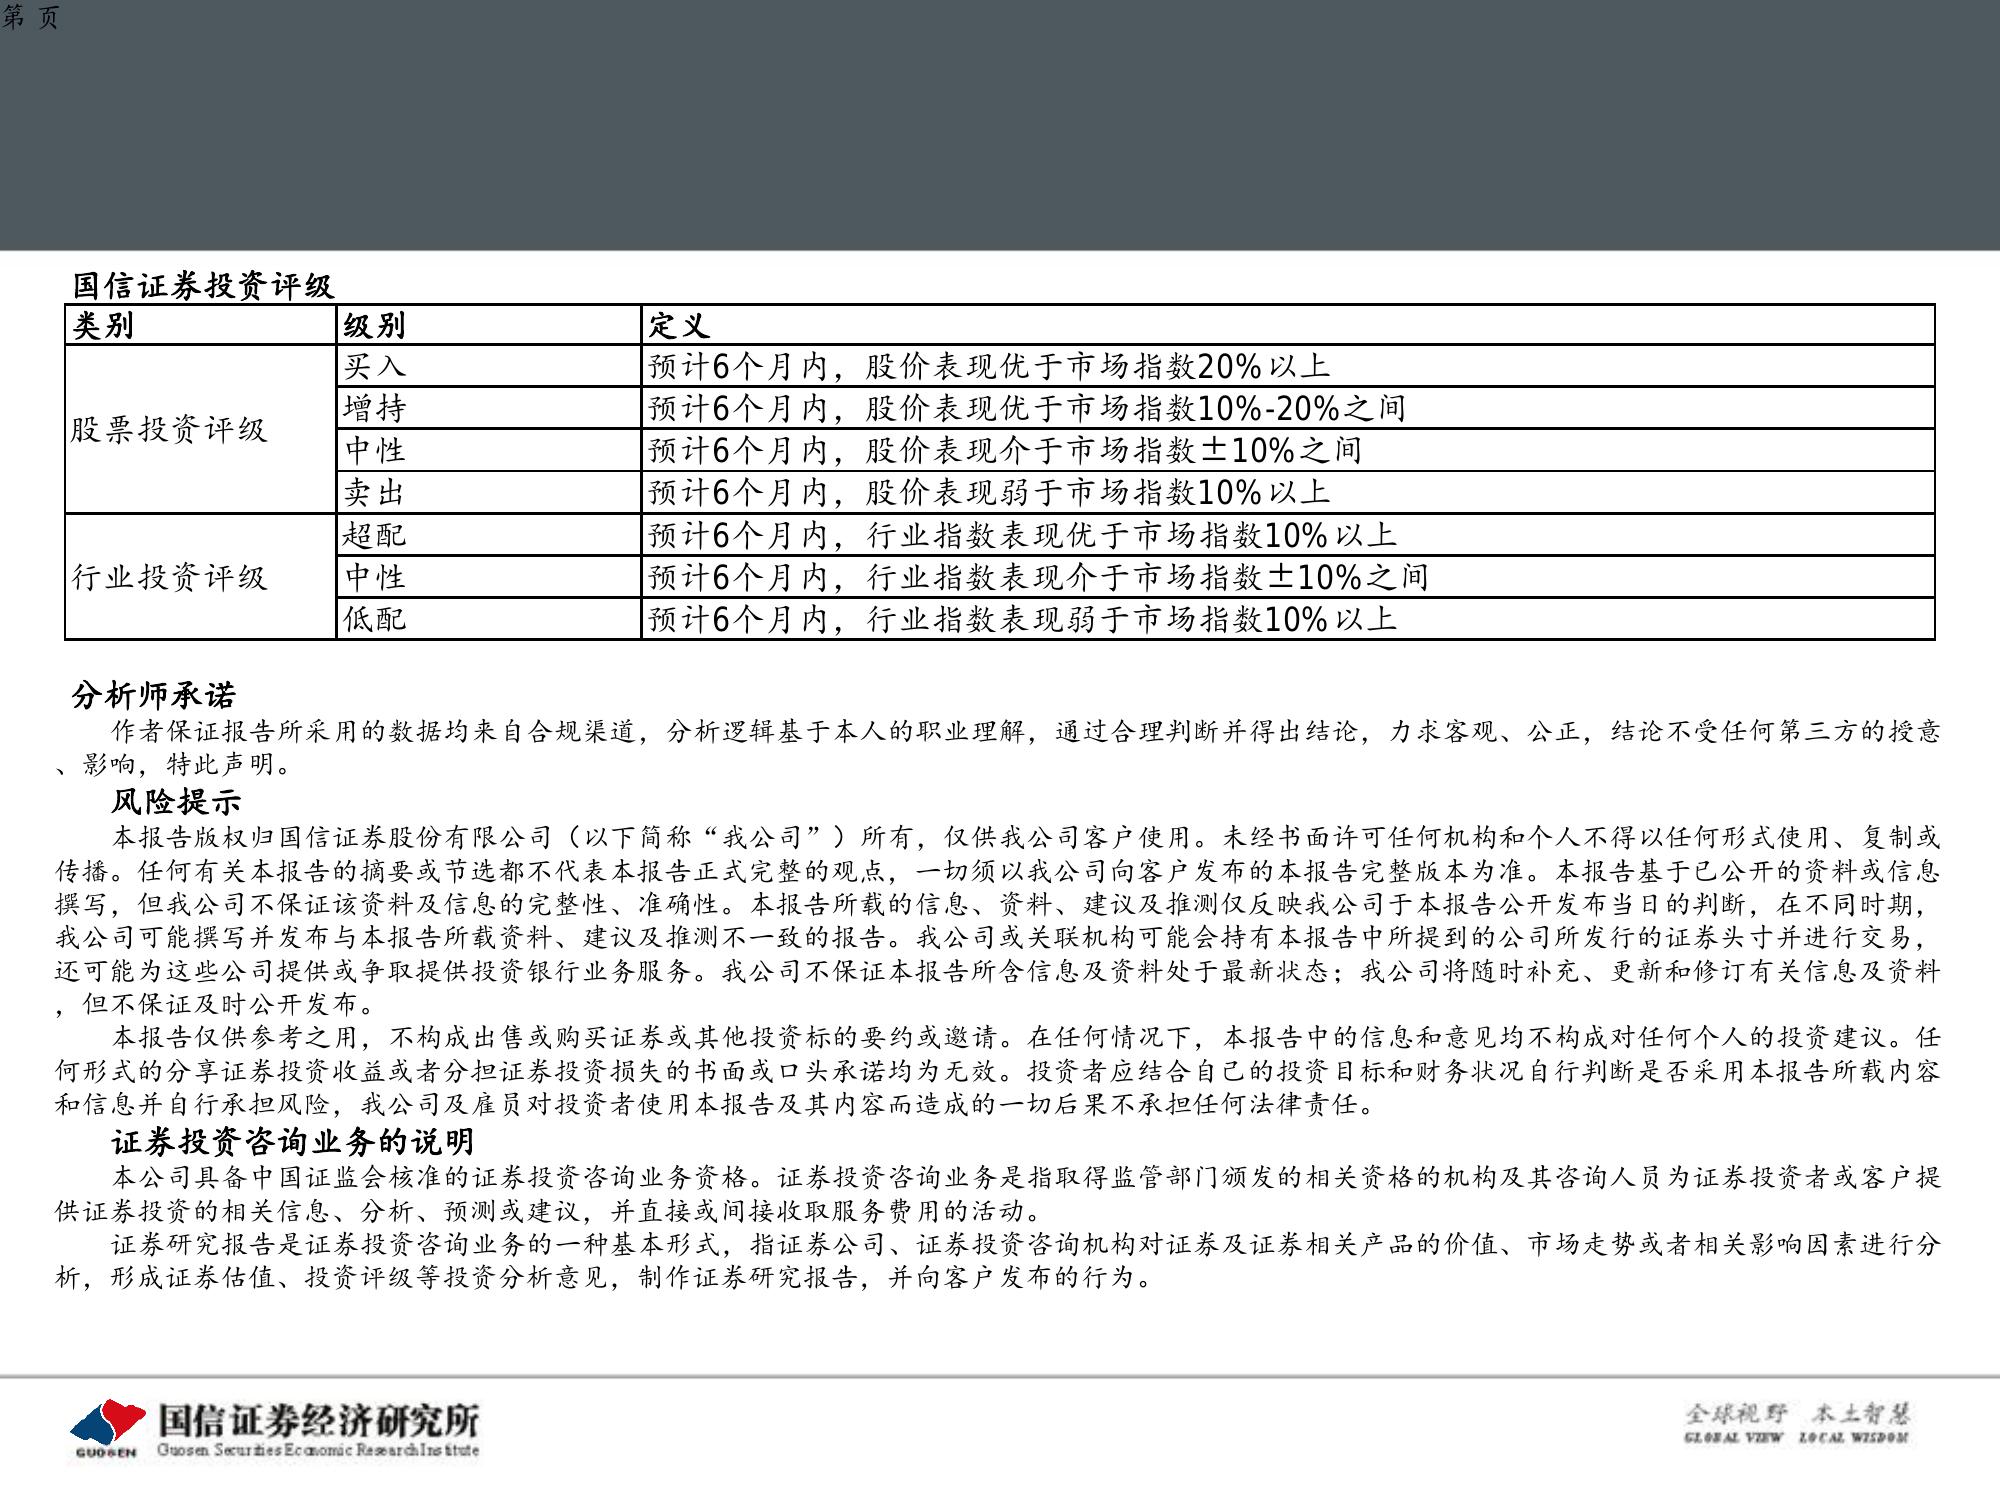 第 页
国信证券投资评级
类别 级别 定义
股票投资评级 买入 预计6个月内，股价表现优于市场指数20%以上
增持 预计6个月内，股价表现优于市场指数10%-20%之间
中性 预计6个月内，股价表现介于市场指数±10%之间
卖出 预计6个月内，股价表现弱于市场指数10%以上
行业投资评级 超配 预计6个月内，行业指数表现优于市场指数10%以上
中性 预计6个月内，行业指数表现介于市场指数±10%之间
低配 预计6个月内，行业指数表现弱于市场指数10%以上
分析师承诺
作者保证报告所采用的数据均来自合规渠道，分析逻辑基于本人的职业理解，通过合理判断并得出结论，力求客观、公正，结论不受任何第三方的授意
、影响，特此声明。
风险提示
本报告版权归国信证券股份有限公司（以下简称“我公司”）所有，仅供我公司客户使用。未经书面许可任何机构和个人不得以任何形式使用、复制或
传播。任何有关本报告的摘要或节选都不代表本报告正式完整的观点，一切须以我公司向客户发布的本报告完整版本为准。本报告基于已公开的资料或信息
撰写，但我公司不保证该资料及信息的完整性、准确性。本报告所载的信息、资料、建议及推测仅反映我公司于本报告公开发布当日的判断，在不同时期，
我公司可能撰写并发布与本报告所载资料、建议及推测不一致的报告。我公司或关联机构可能会持有本报告中所提到的公司所发行的证券头寸并进行交易，
还可能为这些公司提供或争取提供投资银行业务服务。我公司不保证本报告所含信息及资料处于最新状态；我公司将随时补充、更新和修订有关信息及资料
，但不保证及时公开发布。
本报告仅供参考之用，不构成出售或购买证券或其他投资标的要约或邀请。在任何情况下，本报告中的信息和意见均不构成对任何个人的投资建议。任
何形式的分享证券投资收益或者分担证券投资损失的书面或口头承诺均为无效。投资者应结合自己的投资目标和财务状况自行判断是否采用本报告所载内容
和信息并自行承担风险，我公司及雇员对投资者使用本报告及其内容而造成的一切后果不承担任何法律责任。
证券投资咨询业务的说明
本公司具备中国证监会核准的证券投资咨询业务资格。证券投资咨询业务是指取得监管部门颁发的相关资格的机构及其咨询人员为证券投资者或客户提
供证券投资的相关信息、分析、预测或建议，并直接或间接收取服务费用的活动。
证券研究报告是证券投资咨询业务的一种基本形式，指证券公司、证券投资咨询机构对证券及证券相关产品的价值、市场走势或者相关影响因素进行分
析，形成证券估值、投资评级等投资分析意见，制作证券研究报告，并向客户发布的行为。
国信证券经济研究所 全球视野 本土智慧
GUOSEN Guosen Securities Economic Research Institute GLOBAL VIEW LOCAL WISDOM